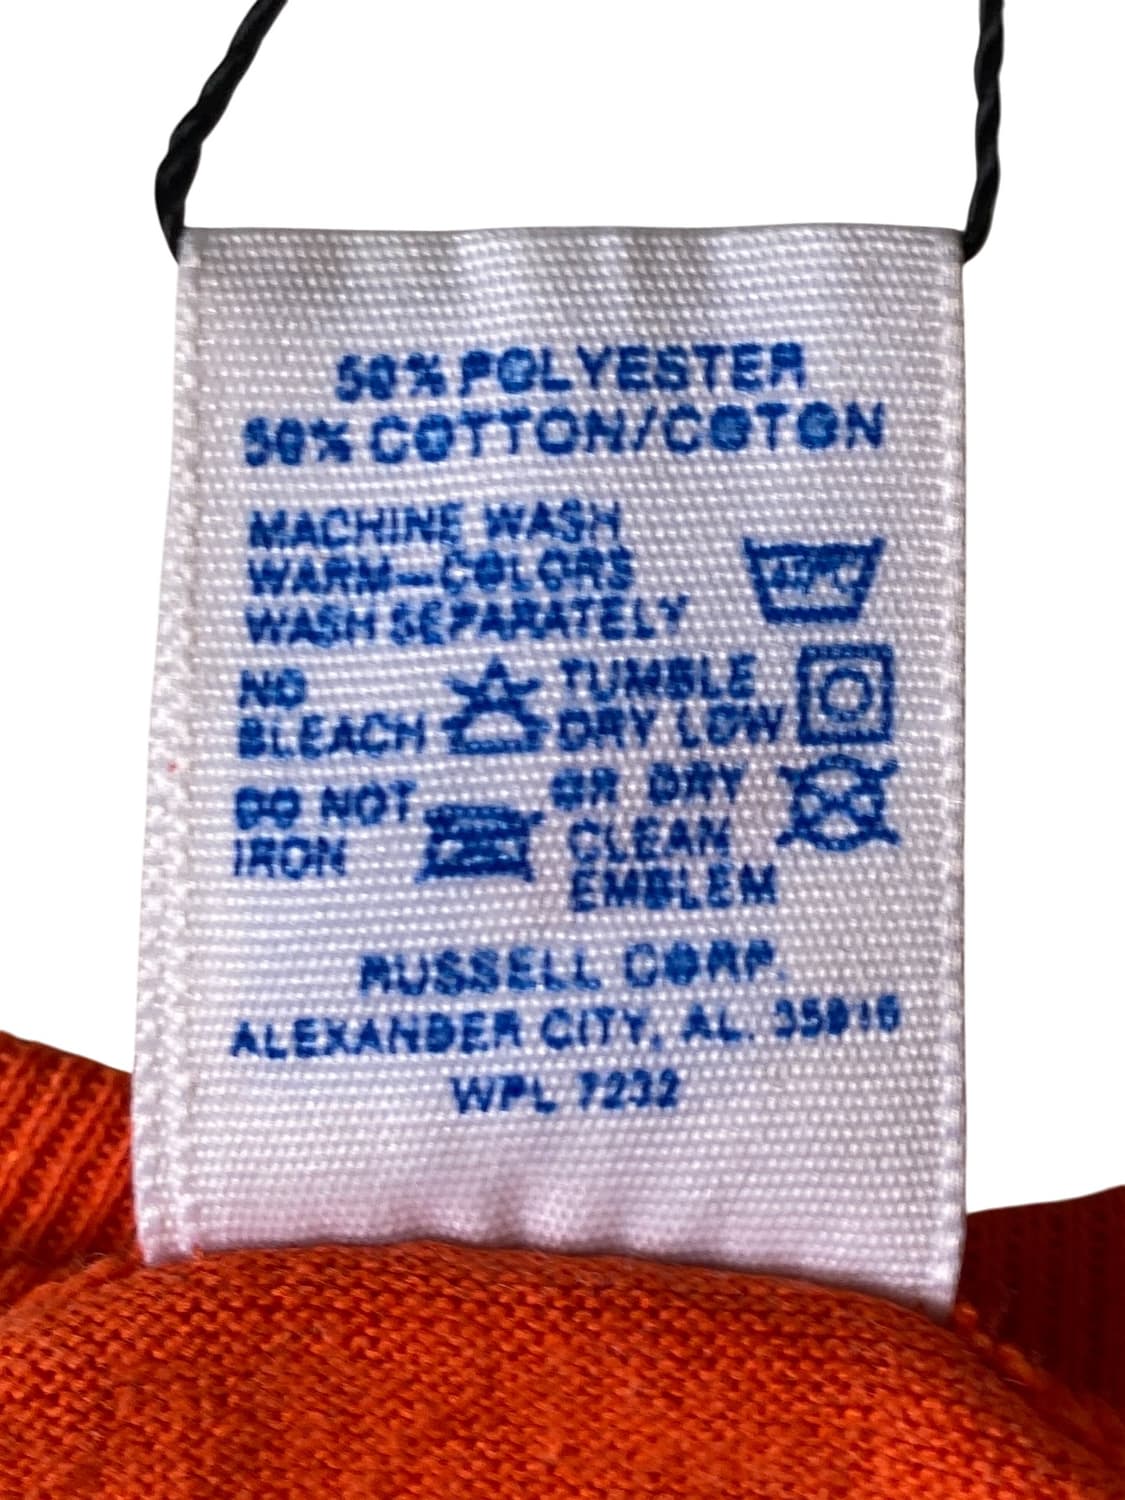 50% POLYESTER
50% COTTON/COTON
MACHINE WASH
WARM—COLORS
WASH SEPARATELY
NO
BLEACH
TUMBLE
DRY LOW
DO NOT
IRON
OR DRY
CLEAN
EMBLEM
RUSSELL CORP.
ALEXANDER CITY, AL. 35010
WPL 7232